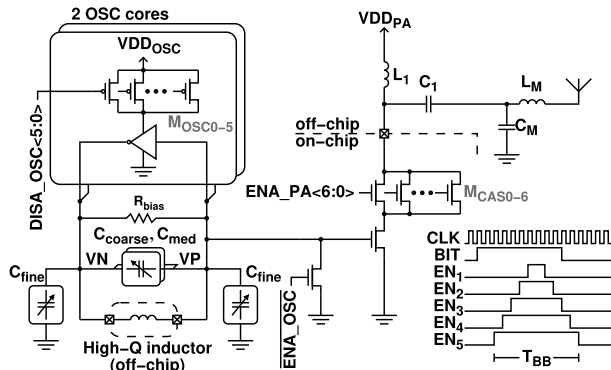 2 OSC cores
VDD_OSC
M_OSC0-5
DISA_OSC<5:0>
R_bias
C_coarse, C_med
C_fine
VN
VP
C_fine
High-Q inductor
(off-chip)
ENA_OSC
VDD_PA
L_1
C_1
L_M
C_M
off-chip
on-chip
ENA_PA<6:0>
M_CAS0-6
CLK
BIT
EN_1
EN_2
EN_3
EN_4
EN_5
T_BB